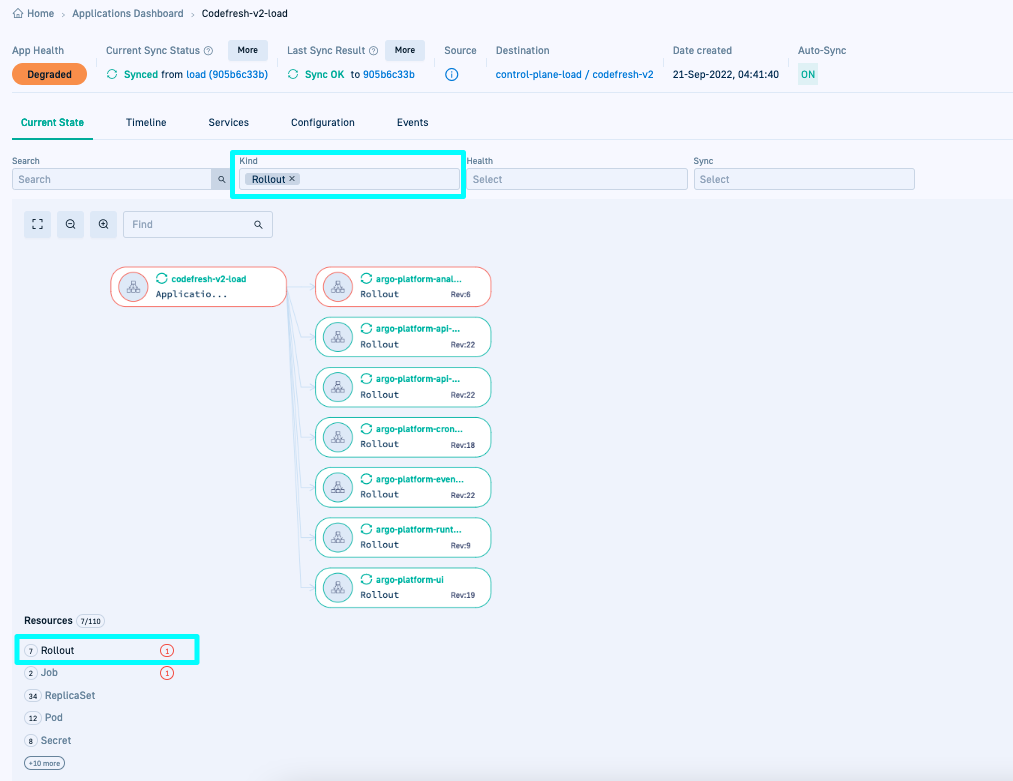 Home > Applications Dashboard > Codefresh-v2-load
App Health
Current Sync Status
More
Last Sync Result
More
Source
Destination
Date created
Auto-Sync
Degraded
Synced from load (905b6c33b)
Sync OK to 905b6c33b
control-plane-load / codefresh-v2
21-Sep-2022, 04:41:40
ON
Current State
Timeline
Services
Configuration
Events
Search
Kind
Health
Sync
Search
Rollout ×
Select
Select
Find
codefresh-v2-load
Applicatio...
argo-platform-anal...
Rollout
Rev:6
argo-platform-api-...
Rollout
Rev:22
argo-platform-api-...
Rollout
Rev:22
argo-platform-cron...
Rollout
Rev:18
argo-platform-even...
Rollout
Rev:22
argo-platform-runt...
Rollout
Rev:9
argo-platform-ui
Rollout
Rev:19
Resources 7/110
7 Rollout 1
2 Job 1
34 ReplicaSet
12 Pod
8 Secret
+10 more